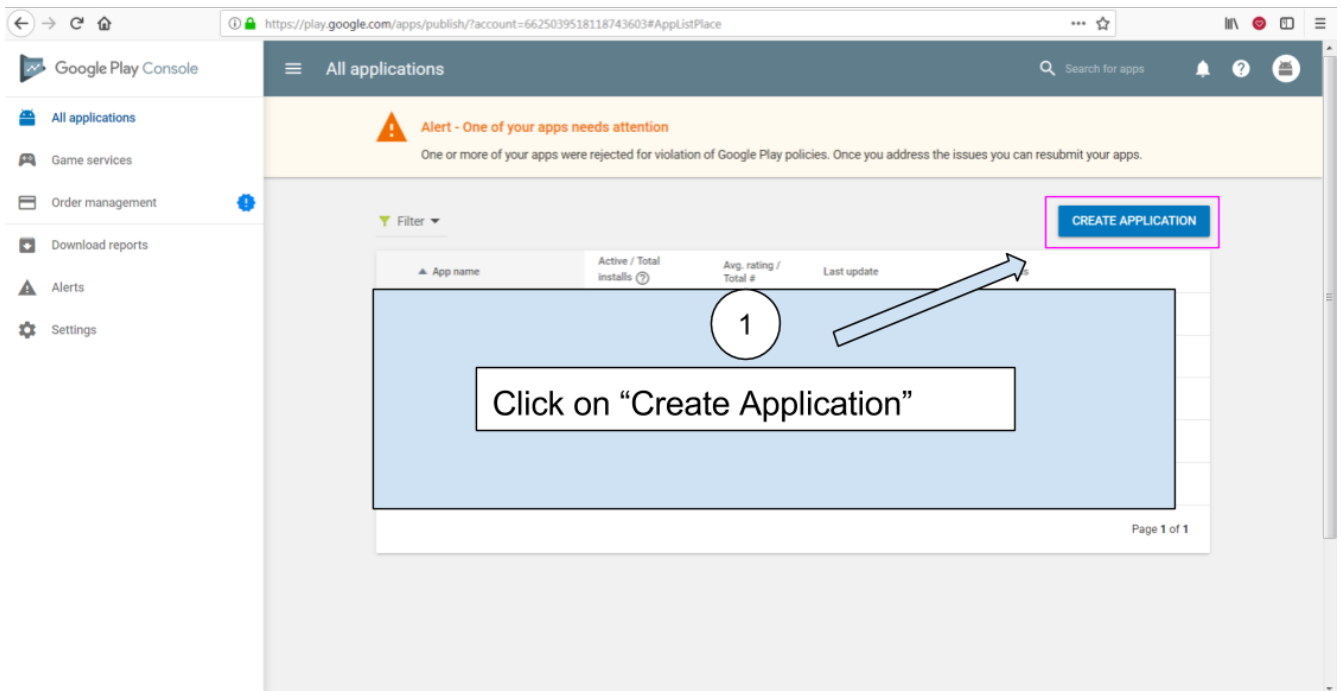 https://play.google.com/apps/publish/?account=6625039518118743603#AppListPlace
Google Play Console
All applications
Search for apps
All applications
Game services
Order management
Download reports
Alerts
Settings
Alert - One of your apps needs attention
One or more of your apps were rejected for violation of Google Play policies. Once you address the issues you can resubmit your apps.
Filter
CREATE APPLICATION
App name
Active / Total
installs
Avg. rating /
Total #
Last update
1
Click on “Create Application”
Page 1 of 1